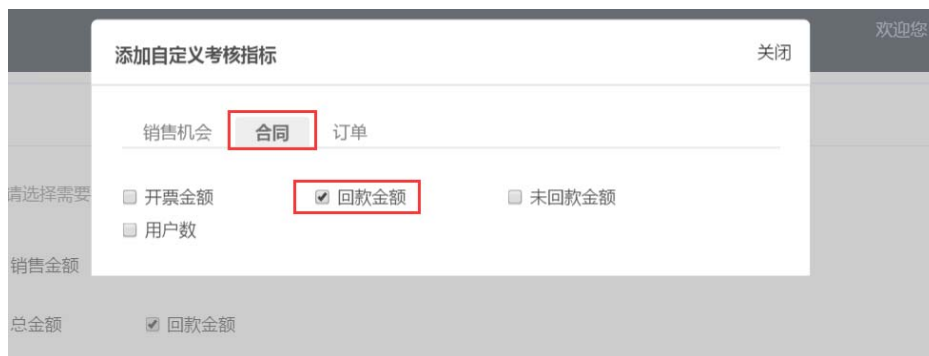 欢迎您
添加自定义考核指标 关闭
销售机会 合同 订单
请选择需要
开票金额 回款金额 未回款金额
用户数
销售金额
总金额 回款金额